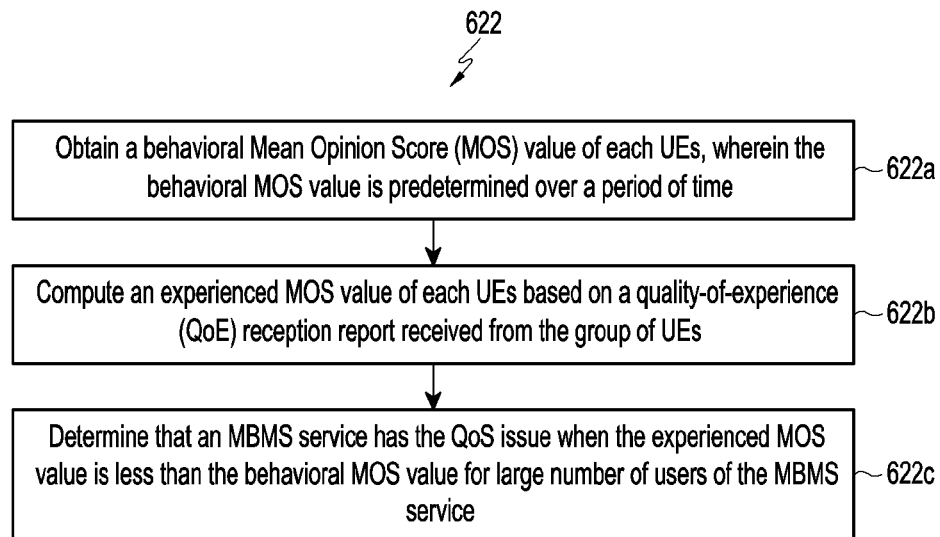 622
Obtain a behavioral Mean Opinion Score (MOS) value of each UEs, wherein the
behavioral MOS value is predetermined over a period of time
622a
Compute an experienced MOS value of each UEs based on a quality-of-experience
(QoE) reception report received from the group of UEs
622b
Determine that an MBMS service has the QoS issue when the experienced MOS
value is less than the behavioral MOS value for large number of users of the MBMS
service
622c